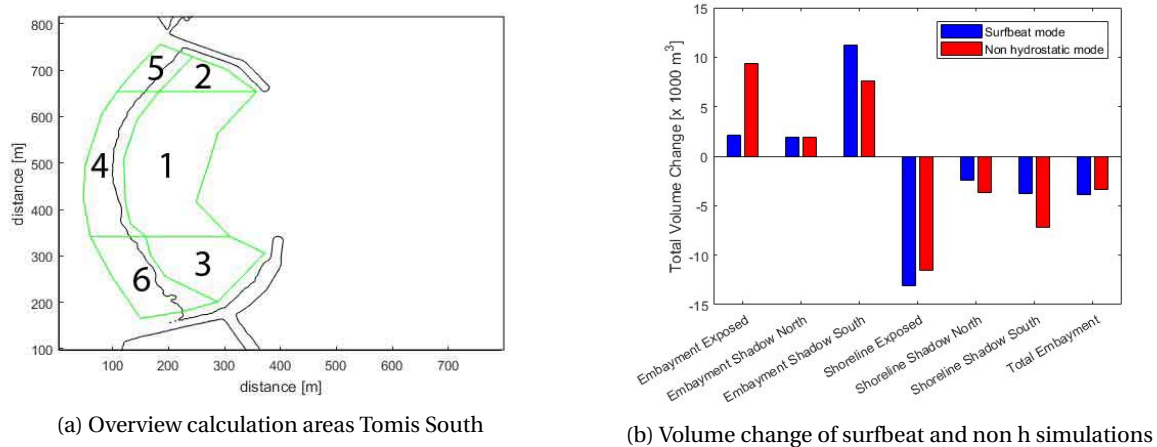 800
700
600
500
400
300
200
100
distance [m]
5
2
4
1
3
6
100 200 300 400 500 600 700
distance [m]
(a) Overview calculation areas Tomis South
15
10
5
0
-5
-10
-15
Total Volume Change [x 1000 m³]
Surfbeat mode
Non hydrostatic mode
Embayment Exposed
Embayment Shadow North
Embayment Shadow South
Shoreline Exposed
Shoreline Shadow North
Shoreline Shadow South
Total Embayment
(b) Volume change of surfbeat and non h simulations